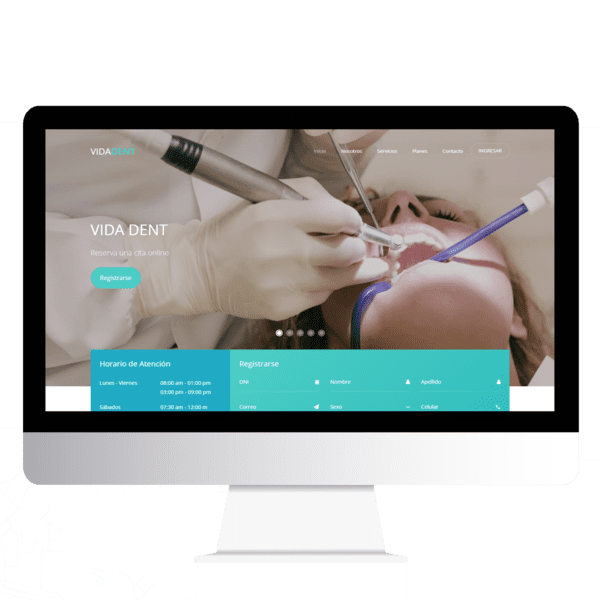 VIDADENT
Inicio Nosotros Servicios Planes Contacto INGRESAR
VIDA DENT
Reserva una cita online
Registrarse
Horario de Atención
Lunes - Viernes 08:00 am - 01:00 pm
03:00 pm - 09:00 pm
Sábados 07:30 am - 12:00 m
Registrarse
DNI Nombre Apellido
Correo Sexo Celular